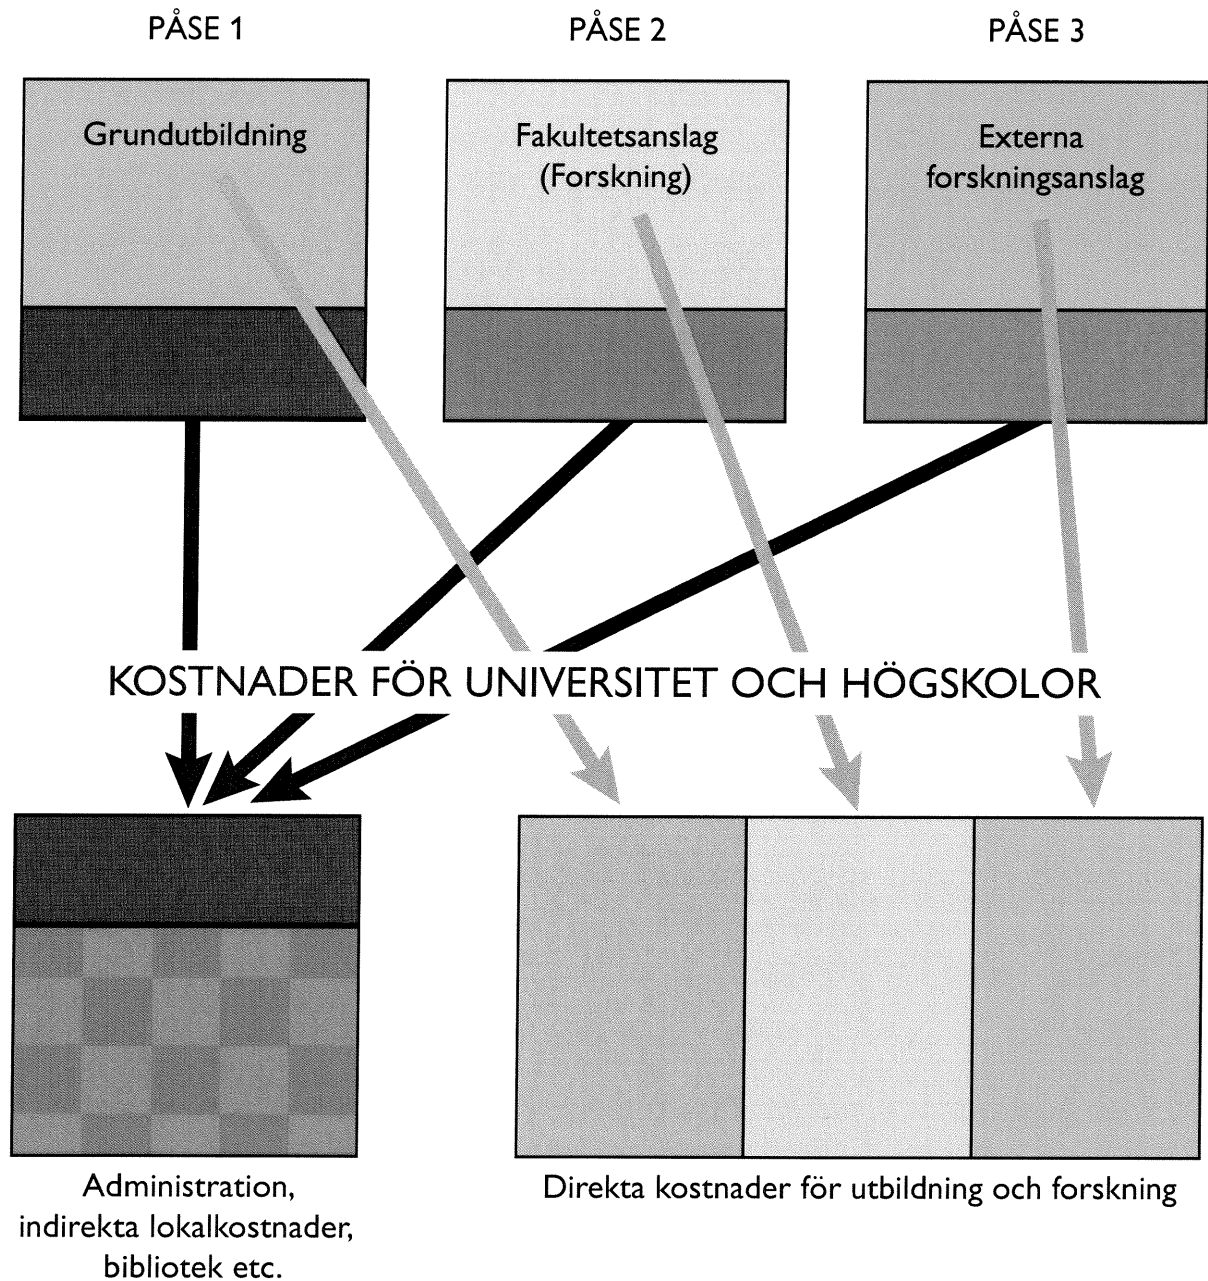 PÅSE 1
PÅSE 2
PÅSE 3
Grundutbildning
Fakultetsanslag
(Forskning)
Externa
forskningsanslag
KOSTNADER FÖR UNIVERSITET OCH HÖGSKOLOR
Administration,
indirekta lokalkostnader,
bibliotek etc.
Direkta kostnader för utbildning och forskning